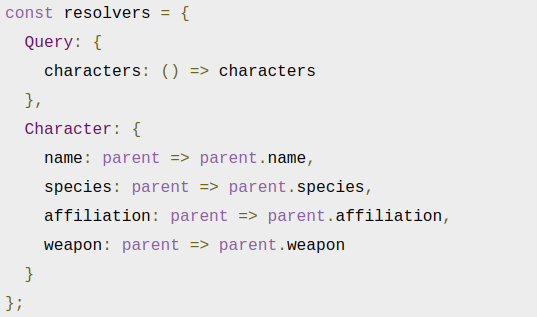 const resolvers = {
  Query: {
    characters: () => characters
  },
  Character: {
    name: parent => parent.name,
    species: parent => parent.species,
    affiliation: parent => parent.affiliation,
    weapon: parent => parent.weapon
  }
};